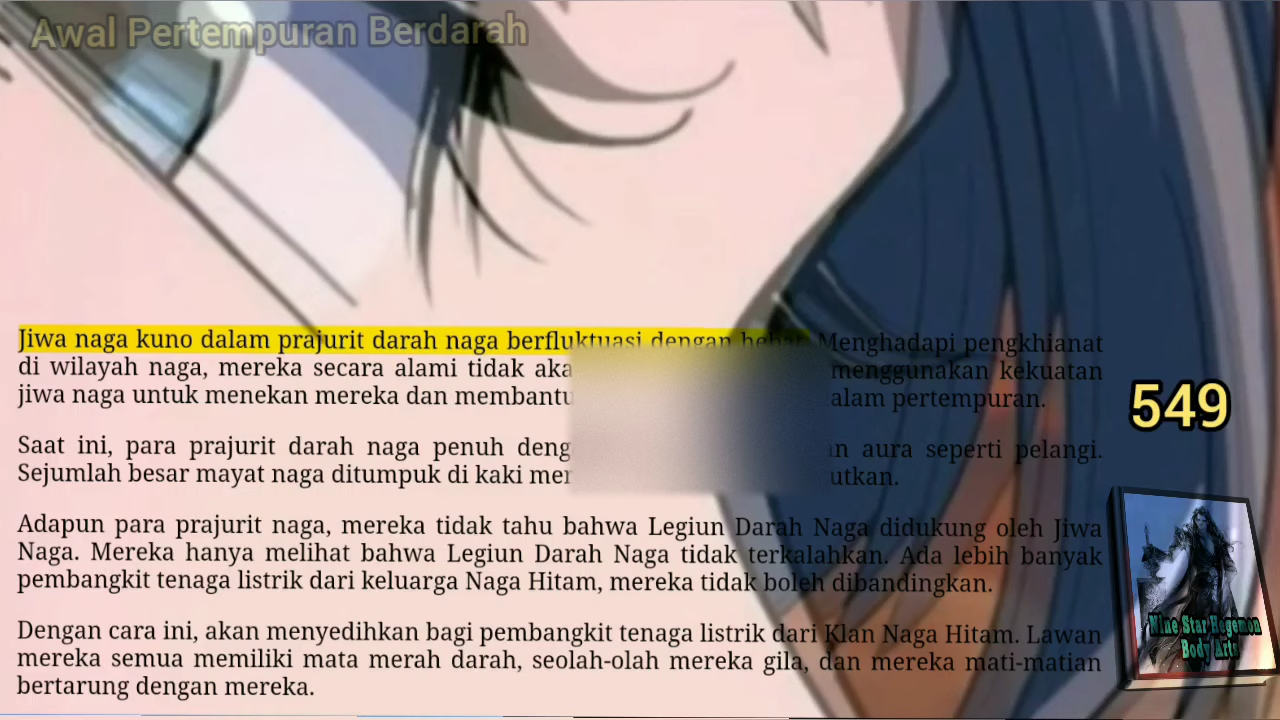 Awal Pertempuran Berdarah
Jiwa naga kuno dalam prajurit darah naga berfluktuasi dengan hebat. Menghadapi pengkhianat
di wilayah naga, mereka secara alami tidak menggunakan kekuatan
jiwa naga untuk menekan mereka dan membantu alam pertempuran.
Saat ini, para prajurit darah naga penuh aura seperti pelangi.
Sejumlah besar mayat naga ditumpuk di kaki
Adapun para prajurit naga, mereka tidak tahu bahwa Legiun Darah Naga didukung oleh Jiwa
Naga. Mereka hanya melihat bahwa Legiun Darah Naga tidak terkalahkan. Ada lebih banyak
pembangkit tenaga listrik dari keluarga Naga Hitam, mereka tidak boleh dibandingkan.
Dengan cara ini, akan menyedihkan bagi pembangkit tenaga listrik dari Klan Naga Hitam. Lawan
mereka semua memiliki mata merah darah, seolah-olah mereka gila, dan mereka mati-matian
bertarung dengan mereka.
549
Nine Star Hegemon
Body Arts